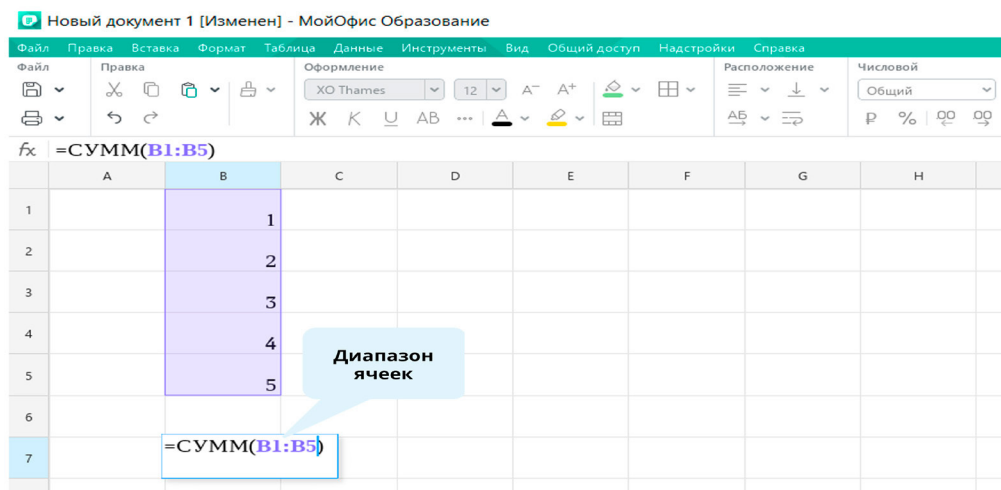 Новый документ 1 [Изменен] - МойОфис Образование
Файл Правка Вставка Формат Таблица Данные Инструменты Вид Общий доступ Надстройки Справка
Файл Правка Оформление Расположение Числовой
XO Thames 12 A⁻ A⁺ Общий
Ж К Ч АВ ... А АБ ₽ % 00 00
fx =СУММ(B1:B5)
A B C D E F G H
1 1
2 2
3 3
4 4
Диапазон
ячеек
5 5
6
=СУММ(B1:B5)
7